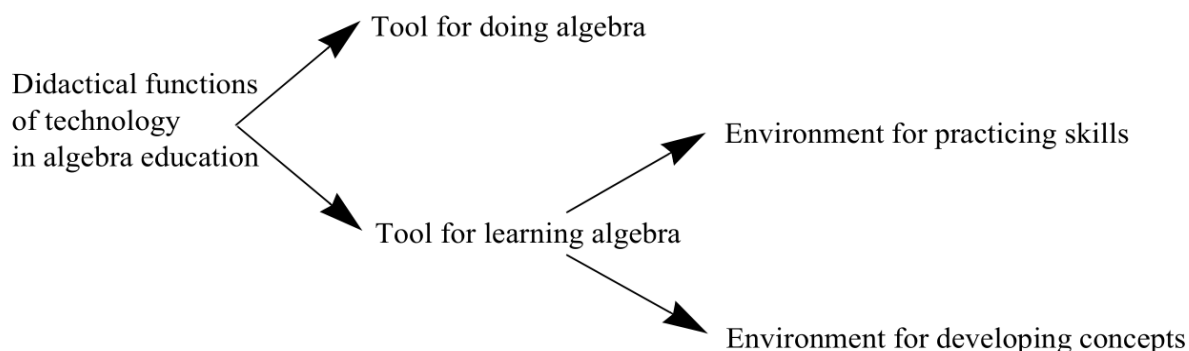 Tool for doing algebra
Didactical functions
of technology
in algebra education
Environment for practicing skills
Tool for learning algebra
Environment for developing concepts